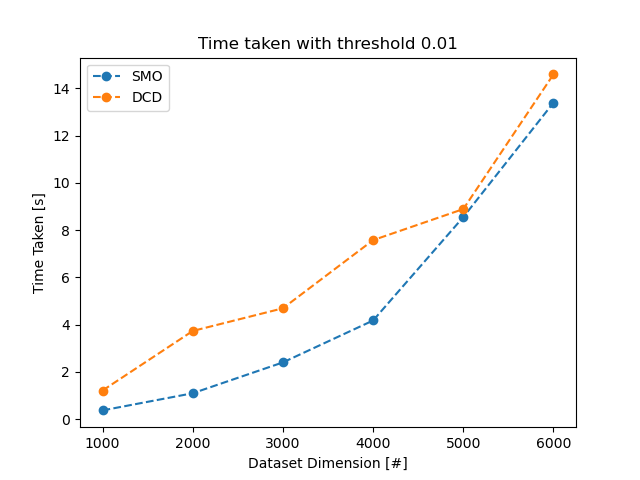 Time taken with threshold 0.01
SMO
DCD
14
12
10
8
6
4
2
0
Time Taken [s]
1000 2000 3000 4000 5000 6000
Dataset Dimension [#]